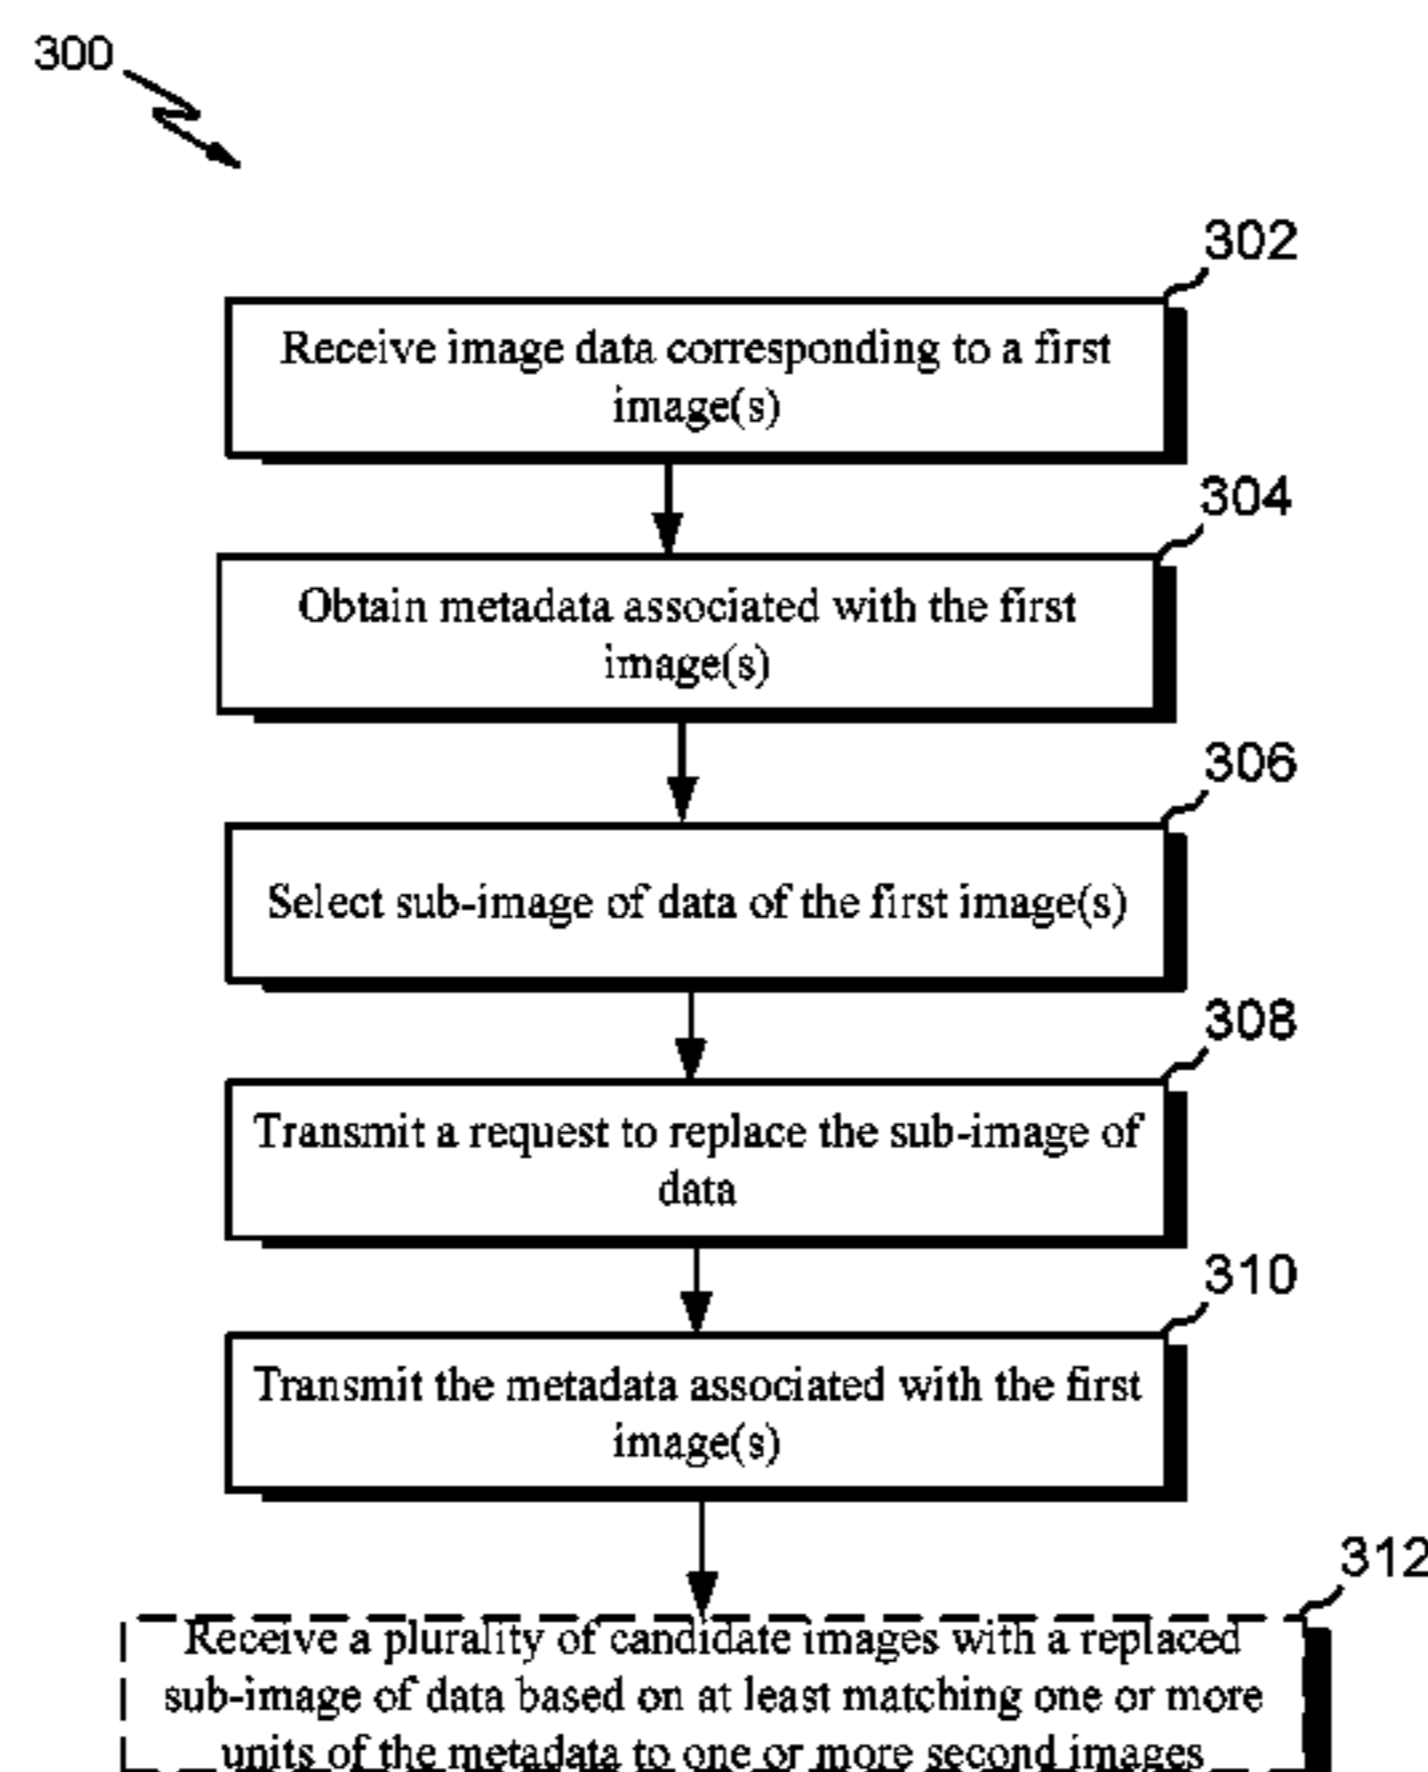 300
302
Receive image data corresponding to a first
image(s)
304
Obtain metadata associated with the first
image(s)
306
Select sub-image of data of the first image(s)
308
Transmit a request to replace the sub-image of
data
310
Transmit the metadata associated with the first
image(s)
312
Receive a plurality of candidate images with a replaced
sub-image of data based on at least matching one or more
units of the metadata to one or more second images